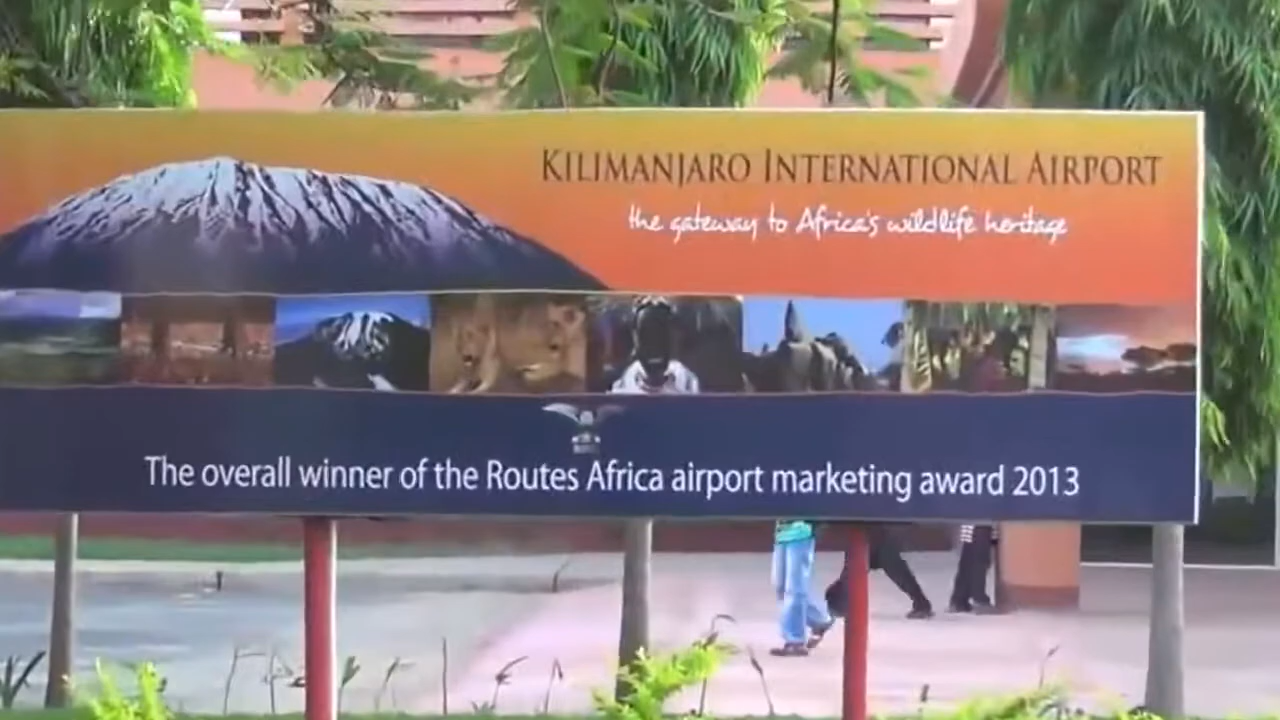 KILIMANJARO INTERNATIONAL AIRPORT
the gateway to Africa's wildlife heritage
The overall winner of the Routes Africa airport marketing award 2013